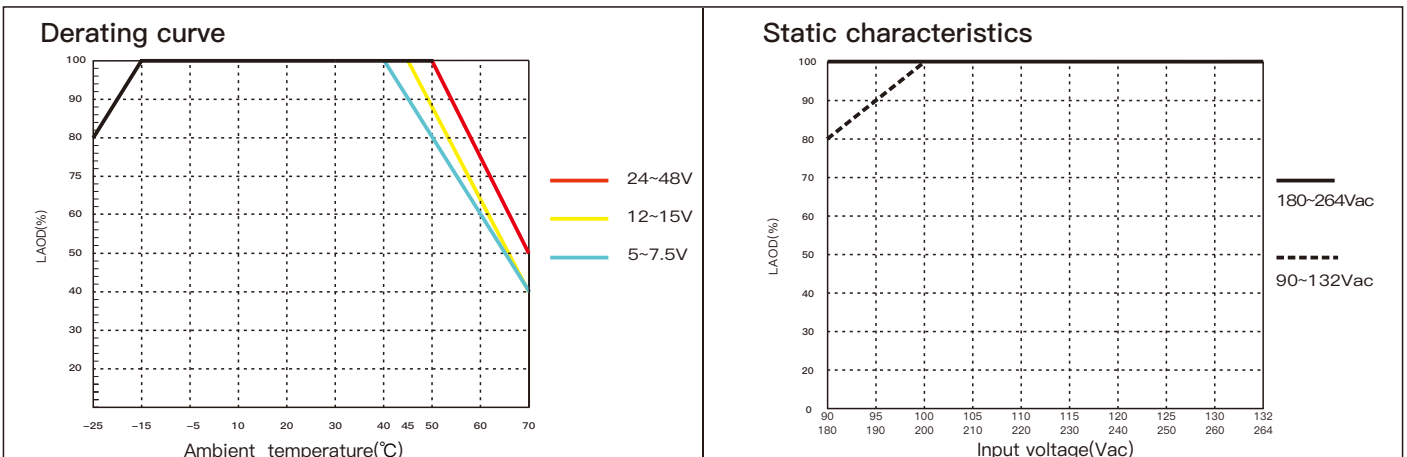 Derating curve
100
90
80
75
60
50
40
30
20
LAOD(%)
-25 -15 -5 10 20 30 40 45 50 60 70
Ambient temperature(℃)
24~48V
12~15V
5~7.5V
Static characteristics
100
90
80
70
60
50
40
30
20
0
LAOD(%)
90 95 100 105 110 115 120 125 130 132
180 190 200 210 220 230 240 250 260 264
Input voltage(Vac)
180~264Vac
90~132Vac